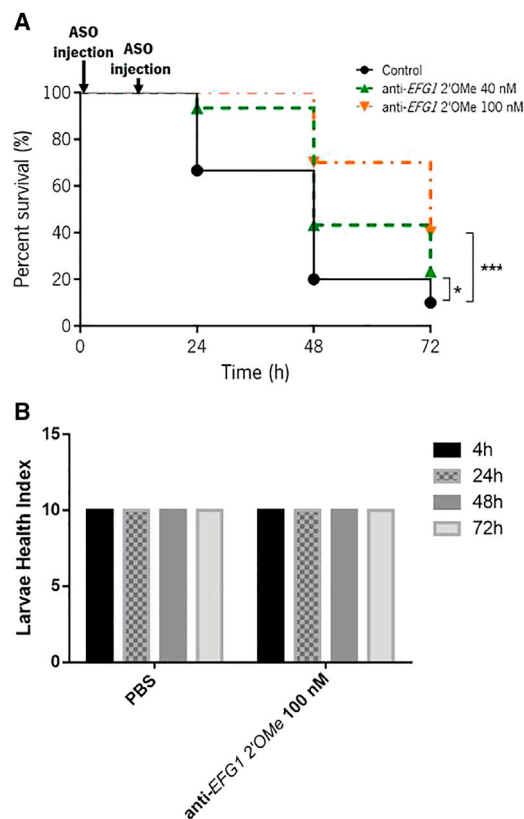 A
ASO
injection
ASO
injection
Control
anti-EFG1 2'OMe 40 nM
anti-EFG1 2'OMe 100 nM
Percent survival (%)
100
80
60
40
20
0
***
*
0 24 48 72
Time (h)
B
Larvae Health Index
15
10
5
0
4h
24h
48h
72h
PBS
anti-EFG1 2'OMe 100 nM